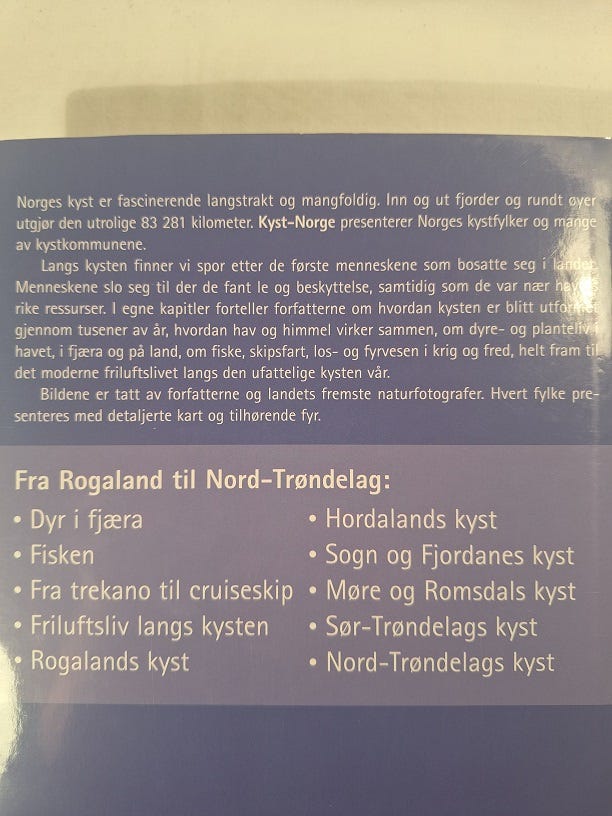 Norges kyst er fascinerende langstrakt og mangfoldig. Inn og ut fjorder og rundt øyer
utgjør den utrolige 83 281 kilometer. Kyst-Norge presenterer Norges kystfylker og mange
av kystkommunene.
Langs kysten finner vi spor etter de første menneskene som bosatte seg i landet.
Menneskene slo seg til der de fant le og beskyttelse, samtidig som de var nær havets
rike ressurser. I egne kapitler forteller forfatterne om hvordan kysten er blitt utformet
gjennom tusener av år, hvordan hav og himmel virker sammen, om dyre- og planteliv i
havet, i fjæra og på land, om fiske, skipsfart, los- og fyrvesen i krig og fred, helt fram til
det moderne friluftslivet langs den ufattelige kysten vår.
Bildene er tatt av forfatterne og landets fremste naturfotografer. Hvert fylke pre-
senteres med detaljerte kart og tilhørende fyr.
Fra Rogaland til Nord-Trøndelag:
• Dyr i fjæra
• Fisken
• Fra trekano til cruiseskip
• Friluftsliv langs kysten
• Rogalands kyst
• Hordalands kyst
• Sogn og Fjordanes kyst
• Møre og Romsdals kyst
• Sør-Trøndelags kyst
• Nord-Trøndelags kyst